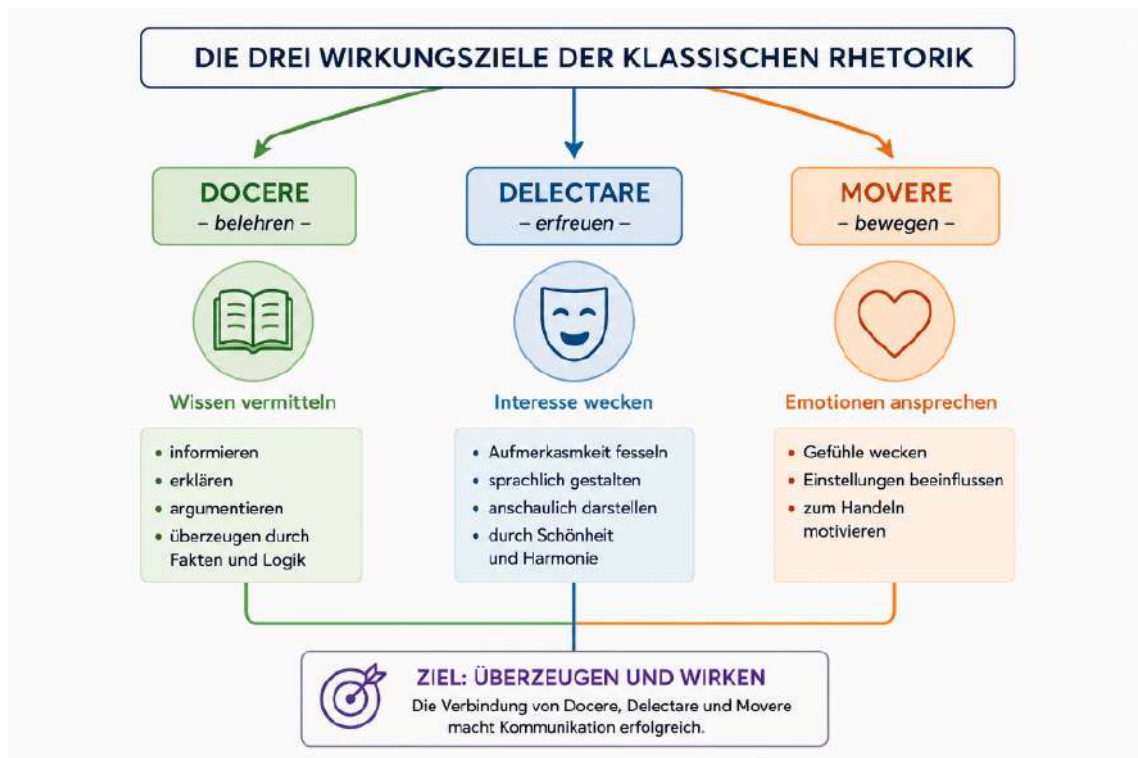 DIE DREI WIRKUNGSZIELE DER KLASSISCHEN RHETORIK
DOCERE
– belehren –
DELECTARE
– erfreuen –
MOVERE
– bewegen –
Wissen vermitteln
• informieren
• erklären
• argumentieren
• überzeugen durch
Fakten und Logik
Interesse wecken
• Aufmerkasmkeit fesseln
• sprachlich gestalten
• anschaulich darstellen
• durch Schönheit
und Harmonie
Emotionen ansprechen
• Gefühle wecken
• Einstellungen beeinflussen
• zum Handeln
motivieren
ZIEL: ÜBERZEUGEN UND WIRKEN
Die Verbindung von Docere, Delectare und Movere
macht Kommunikation erfolgreich.